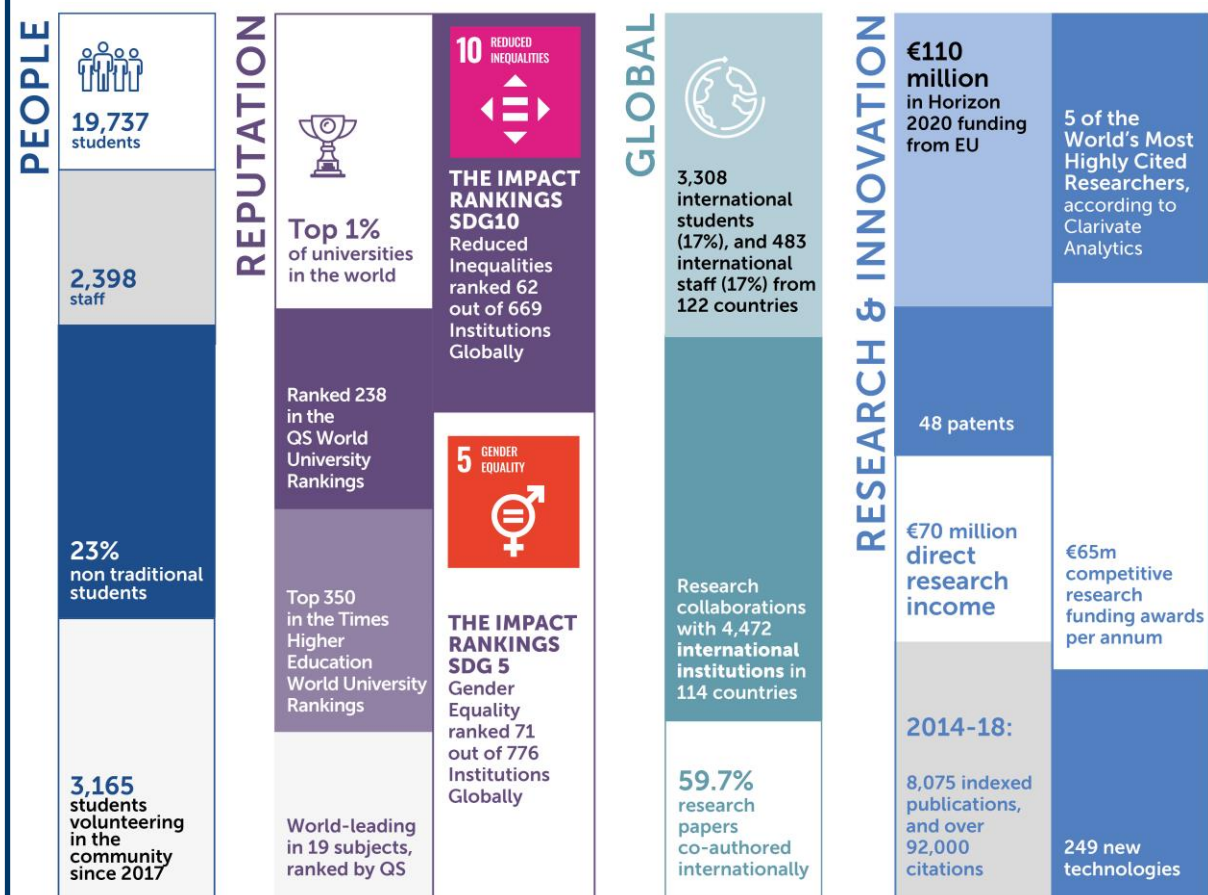 PEOPLE
19,737
students
2,398
staff
23%
non traditional
students
3,165
students
volunteering
in the
community
since 2017
REPUTATION
Top 1%
of universities
in the world
Ranked 238
in the
QS World
University
Rankings
Top 350
in the Times
Higher
Education
World University
Rankings
World-leading
in 19 subjects,
ranked by QS
10 REDUCED
INEQUALITIES
THE IMPACT
RANKINGS
SDG10
Reduced
Inequalities
ranked 62
out of 669
Institutions
Globally
5 GENDER
EQUALITY
THE IMPACT
RANKINGS
SDG 5
Gender
Equality
ranked 71
out of 776
Institutions
Globally
GLOBAL
3,308
international
students
(17%), and 483
international
staff (17%) from
122 countries
Research
collaborations
with 4,472
international
institutions in
114 countries
59.7%
research
papers
co-authored
internationally
RESEARCH & INNOVATION
€110
million
in Horizon
2020 funding
from EU
48 patents
€70 million
direct
research
income
2014-18:
8,075 indexed
publications,
and over
92,000
citations
5 of the
World's Most
Highly Cited
Researchers,
according to
Clarivate
Analytics
€65m
competitive
research
funding awards
per annum
249 new
technologies